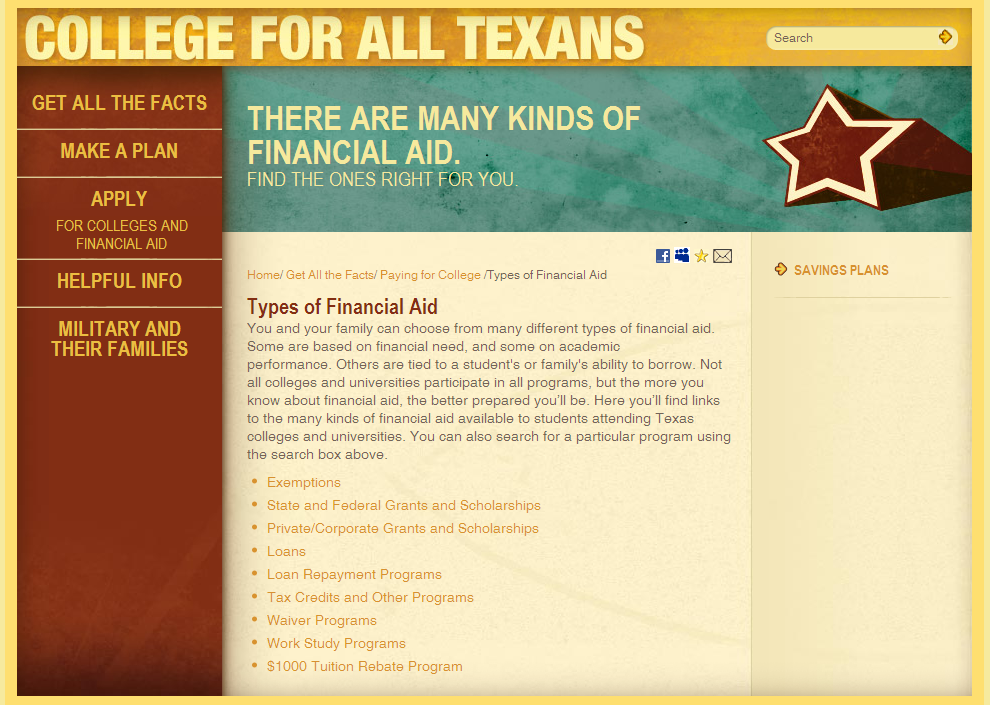 COLLEGE FOR ALL TEXANS
Search
GET ALL THE FACTS
MAKE A PLAN
APPLY
FOR COLLEGES AND
FINANCIAL AID
HELPFUL INFO
MILITARY AND
THEIR FAMILIES
THERE ARE MANY KINDS OF
FINANCIAL AID.
FIND THE ONES RIGHT FOR YOU.
Home/ Get All the Facts/ Paying for College /Types of Financial Aid
Types of Financial Aid
You and your family can choose from many different types of financial aid.
Some are based on financial need, and some on academic
performance. Others are tied to a student's or family's ability to borrow. Not
all colleges and universities participate in all programs, but the more you
know about financial aid, the better prepared you'll be. Here you'll find links
to the many kinds of financial aid available to students attending Texas
colleges and universities. You can also search for a particular program using
the search box above.
• Exemptions
• State and Federal Grants and Scholarships
• Private/Corporate Grants and Scholarships
• Loans
• Loan Repayment Programs
• Tax Credits and Other Programs
• Waiver Programs
• Work Study Programs
• $1000 Tuition Rebate Program
SAVINGS PLANS